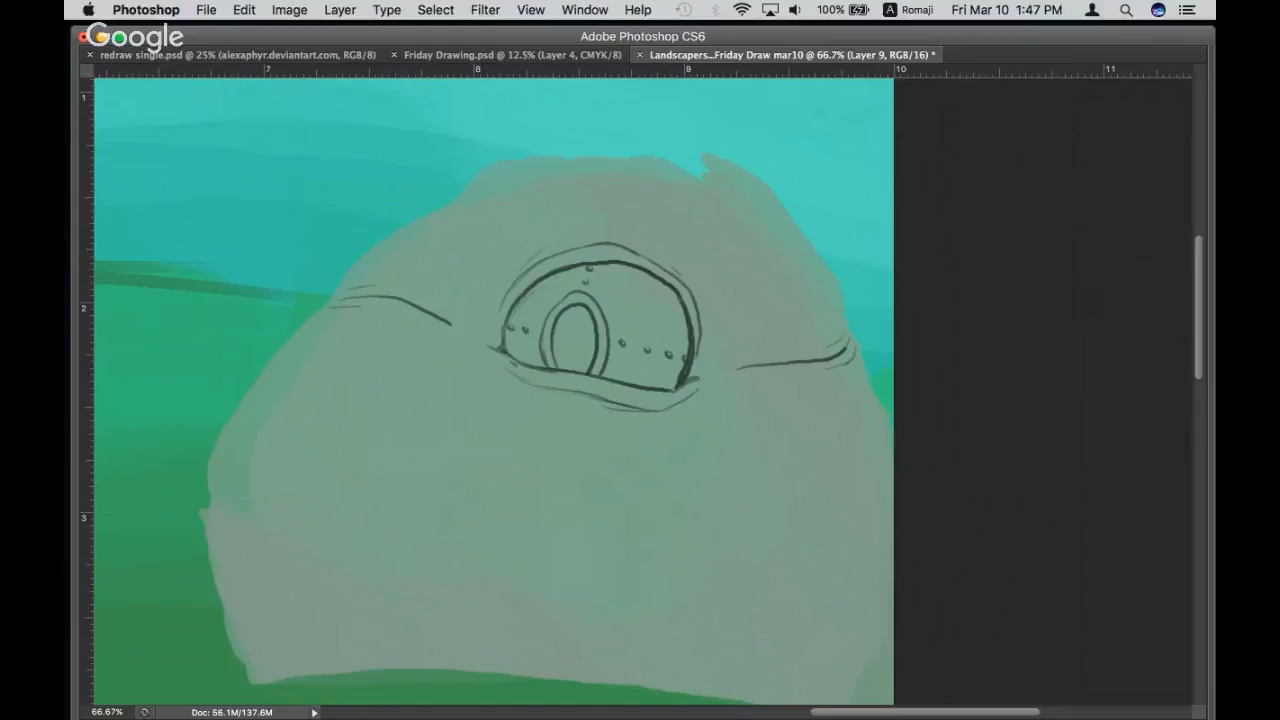 Photoshop File Edit Image Layer Type Select Filter View Window Help 100% A Romaji Fri Mar 10 1:47 PM
Google
Adobe Photoshop CS6
× redraw single.psd @ 25% (alexaphyr.deviantart.com, RGB/8) × Friday Drawing.psd @ 12.5% (Layer 4, CMYK/8) × Landscapers...Friday Draw mar10 @ 66.7% (Layer 9, RGB/16) *
7 8 9 10 11
1
2
3
66.67% Doc: 56.1M/137.6M